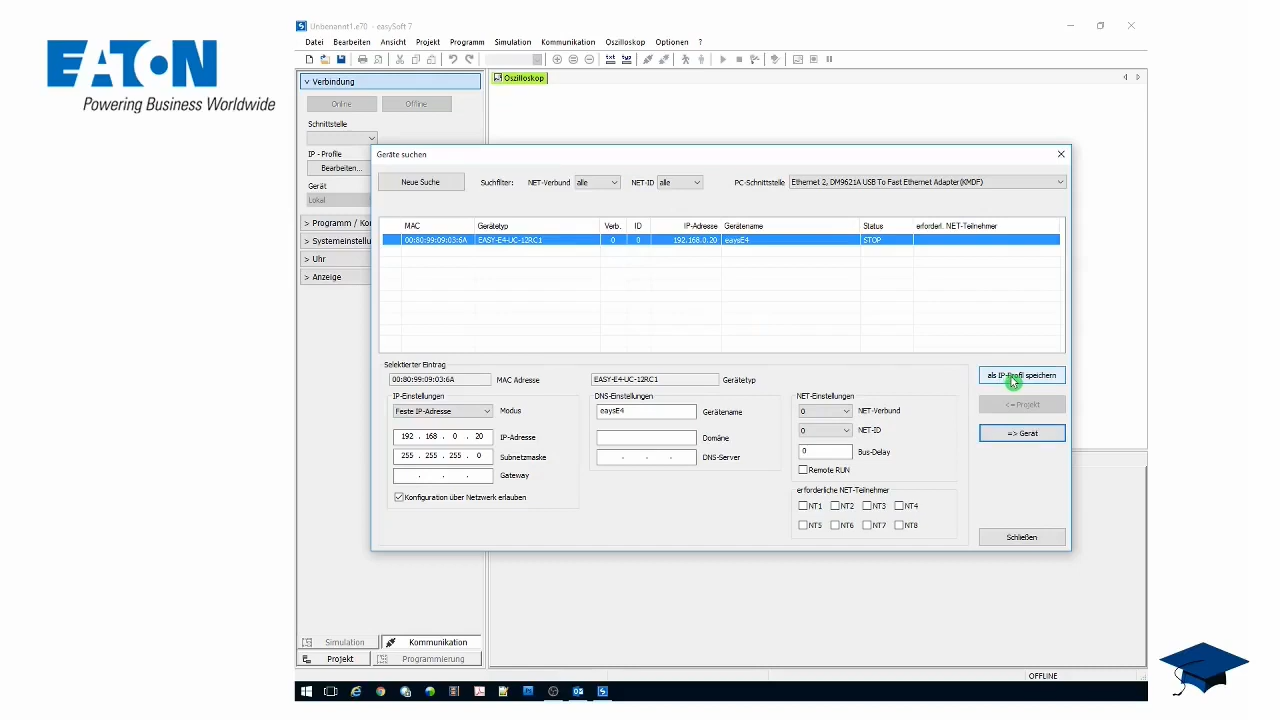 EATON
Powering Business Worldwide
Unbenannt1.e70 - easySoft 7
Datei Bearbeiten Ansicht Projekt Programm Simulation Kommunikation Oszilloskop Optionen ?
Verbindung
Oszilloskop
Online Offline
Schnittstelle
IP - Profile
Bearbeiten...
Gerät
Lokal
> Programm / Kon
> Systemeinstellu
> Uhr
> Anzeige
Geräte suchen
Neue Suche Suchfilter: NET-Verbund alle NET-ID alle PC-Schnittstelle Ethernet 2, DM9621A USB To Fast Ethernet Adapter(KMDF)
MAC Gerätetyp Verb. ID IP-Adresse Gerätename Status erforderl. NET-Teilnehmer
00:80:99:09:03:6A EASY-E4-UC-12RC1 0 0 192.168.0.20 eaysE4 STOP
Selektierter Eintrag
00:80:99:09:03:6A MAC Adresse EASY-E4-UC-12RC1 Gerätetyp
als IP-Profil speichern
IP-Einstellungen DNS-Einstellungen NET-Einstellungen
<= Projekt
Feste IP-Adresse Modus eaysE4 Gerätename 0 NET-Verbund
192 . 168 . 0 . 20 IP-Adresse Domäne 0 NET-ID
=> Gerät
255 . 255 . 255 . 0 Subnetzmaske . . . DNS-Server 0 Bus-Delay
. . . Gateway Remote RUN
Konfiguration über Netzwerk erlauben
erforderliche NET-Teilnehmer
NT1 NT2 NT3 NT4
NT5 NT6 NT7 NT8
Schließen
Simulation Kommunikation
Projekt Programmierung
OFFLINE